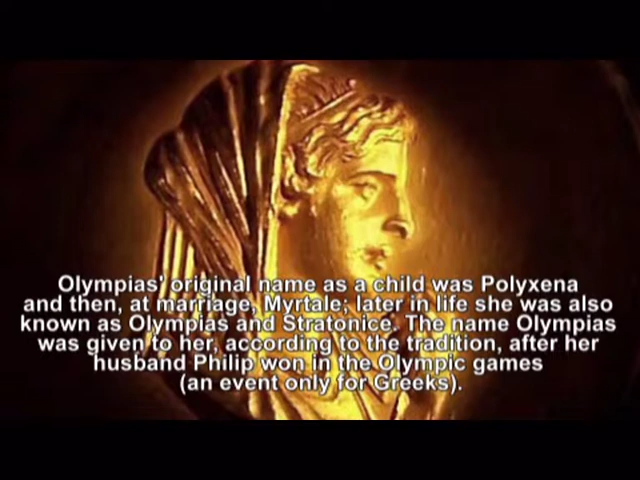 Olympias' original name as a child was Polyxena
and then, at marriage, Myrtale; later in life she was also
known as Olympias and Stratonice. The name Olympias
was given to her, according to the tradition, after her
husband Philip won in the Olympic games
(an event only for Greeks).